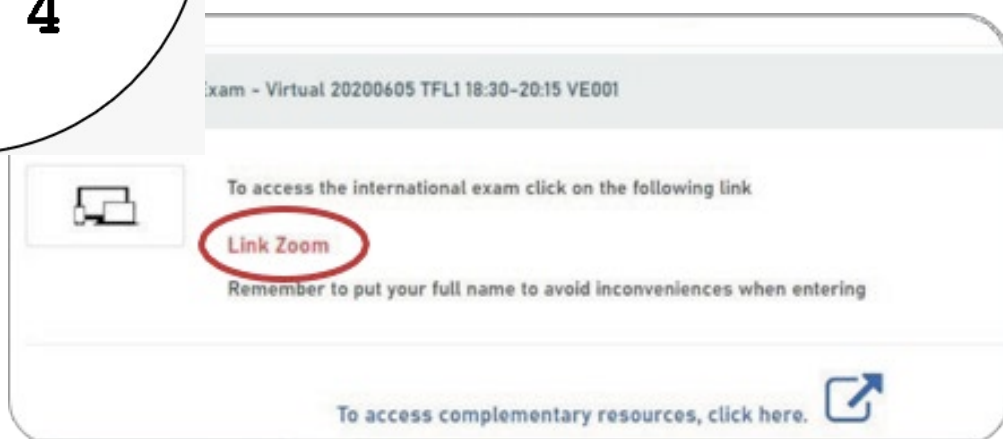 4
xam - Virtual 20200605 TFL1 18:30-20:15 VE001
To access the international exam click on the following link
Link Zoom
Remember to put your full name to avoid inconveniences when entering
To access complementary resources, click here.